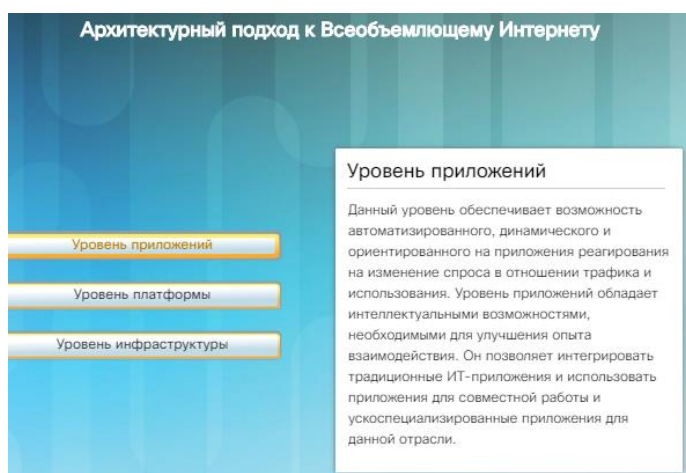 Архитектурный подход к Всеобъемлющему Интернету
Уровень приложений
Уровень платформы
Уровень инфраструктуры
Уровень приложений
Данный уровень обеспечивает возможность
автоматизированного, динамического и
ориентированного на приложения реагирования
на изменение спроса в отношении трафика и
использования. Уровень приложений обладает
интеллектуальными возможностями,
необходимыми для улучшения опыта
взаимодействия. Он позволяет интегрировать
традиционные ИТ-приложения и использовать
приложения для совместной работы и
ускоспециализированные приложения для
данной отрасли.